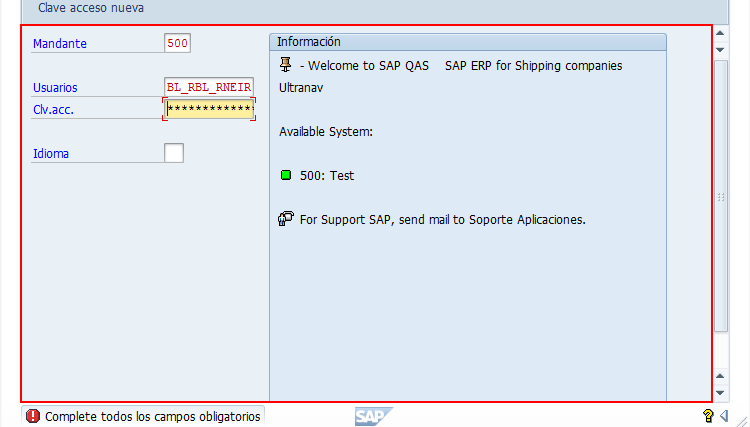 Clave acceso nueva
Mandante 500
Información
- Welcome to SAP QAS SAP ERP for Shipping companies
Usuarios BL_RBL_RNEIR
Ultranav
Clv.acc. *************
Available System:
Idioma
500: Test
For Support SAP, send mail to Soporte Aplicaciones.
Complete todos los campos obligatorios
SAP